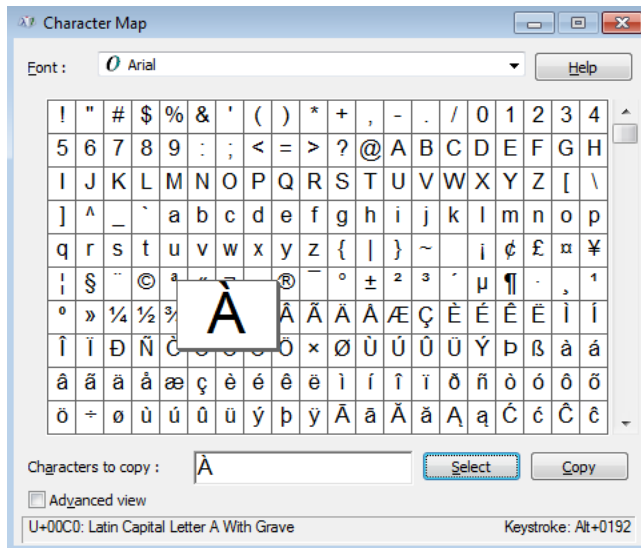 Character Map
Font : O Arial Help
! " # $ % & ' ( ) * + , - . / 0 1 2 3 4
5 6 7 8 9 : ; < = > ? @ A B C D E F G H
I J K L M N O P Q R S T U V W X Y Z [ \
] ^ _ ` a b c d e f g h i j k l m n o p
q r s t u v w x y z { | } ~ ¡ ¢ £ ¤ ¥
¦ § ¨ © ª ® ¯ ° ± ² ³ ´ µ ¶ · ¸ ¹
º » ¼ ½ À Â Ã Ä Å Æ Ç È É Ê Ë Ì Í
Î Ï Ð Ñ Ö × Ø Ù Ú Û Ü Ý Þ ß à á
â ã ä å æ ç è é ê ë ì í î ï ð ñ ò ó ô õ
ö ÷ ø ù ú û ü ý þ ÿ Ā ā Ă ă Ą ą Ć ć Ĉ ĉ
Characters to copy : À Select Copy
Advanced view
U+00C0: Latin Capital Letter A With Grave Keystroke: Alt+0192